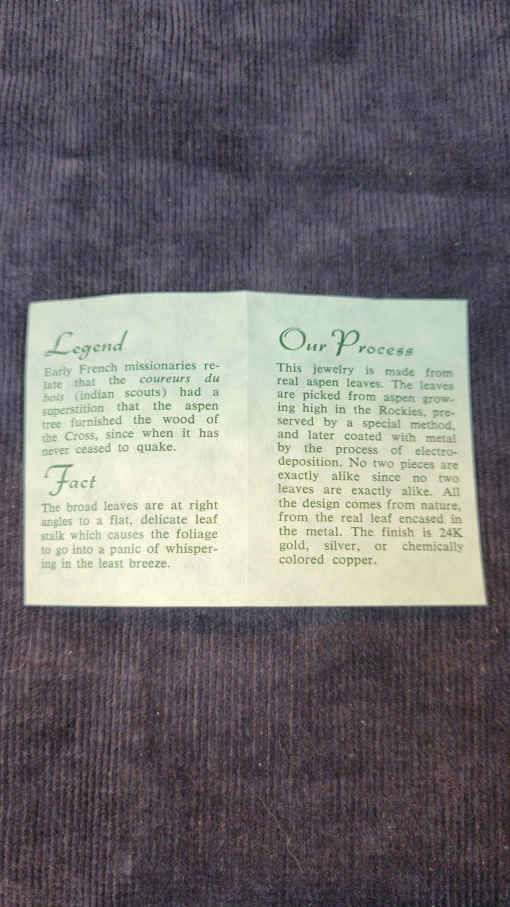 Legend
Early French missionaries re-
late that the coureurs du
bois (indian scouts) had a
superstition that the aspen
tree furnished the wood of
the Cross, since when it has
never ceased to quake.
Fact
The broad leaves are at right
angles to a flat, delicate leaf
stalk which causes the foliage
to go into a panic of whisper-
ing in the least breeze.
Our Process
This jewelry is made from
real aspen leaves. The leaves
are picked from aspen grow-
ing high in the Rockies, pre-
served by a special method,
and later coated with metal
by the process of electro-
deposition. No two pieces are
exactly alike since no two
leaves are exactly alike. All
the design comes from nature,
from the real leaf encased in
the metal. The finish is 24K
gold, silver, or chemically
colored copper.